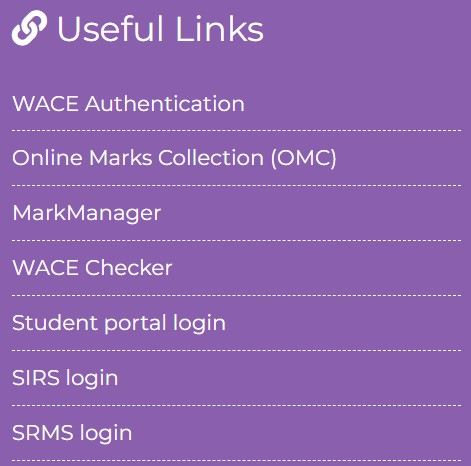 Useful Links
WACE Authentication
Online Marks Collection (OMC)
MarkManager
WACE Checker
Student portal login
SIRS login
SRMS login